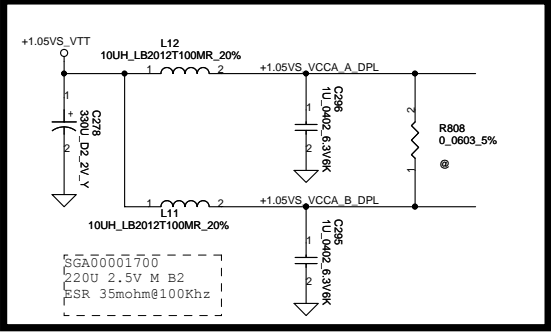 L12
+1.05VS_VTT
10UH_LB2012T100MR_20%
1
2
+1.05VS_VCCA_A_DPL
1
+
2
C278
330U_D2_2V_Y
1
2
C296
1U_0402_6.3V6K
2
1
R808
0_0603_5%
@
1
2
+1.05VS_VCCA_B_DPL
L11
10UH_LB2012T100MR_20%
1
2
C295
1U_0402_6.3V6K
SGA00001700
220U 2.5V M B2
ESR 35mohm@100Khz